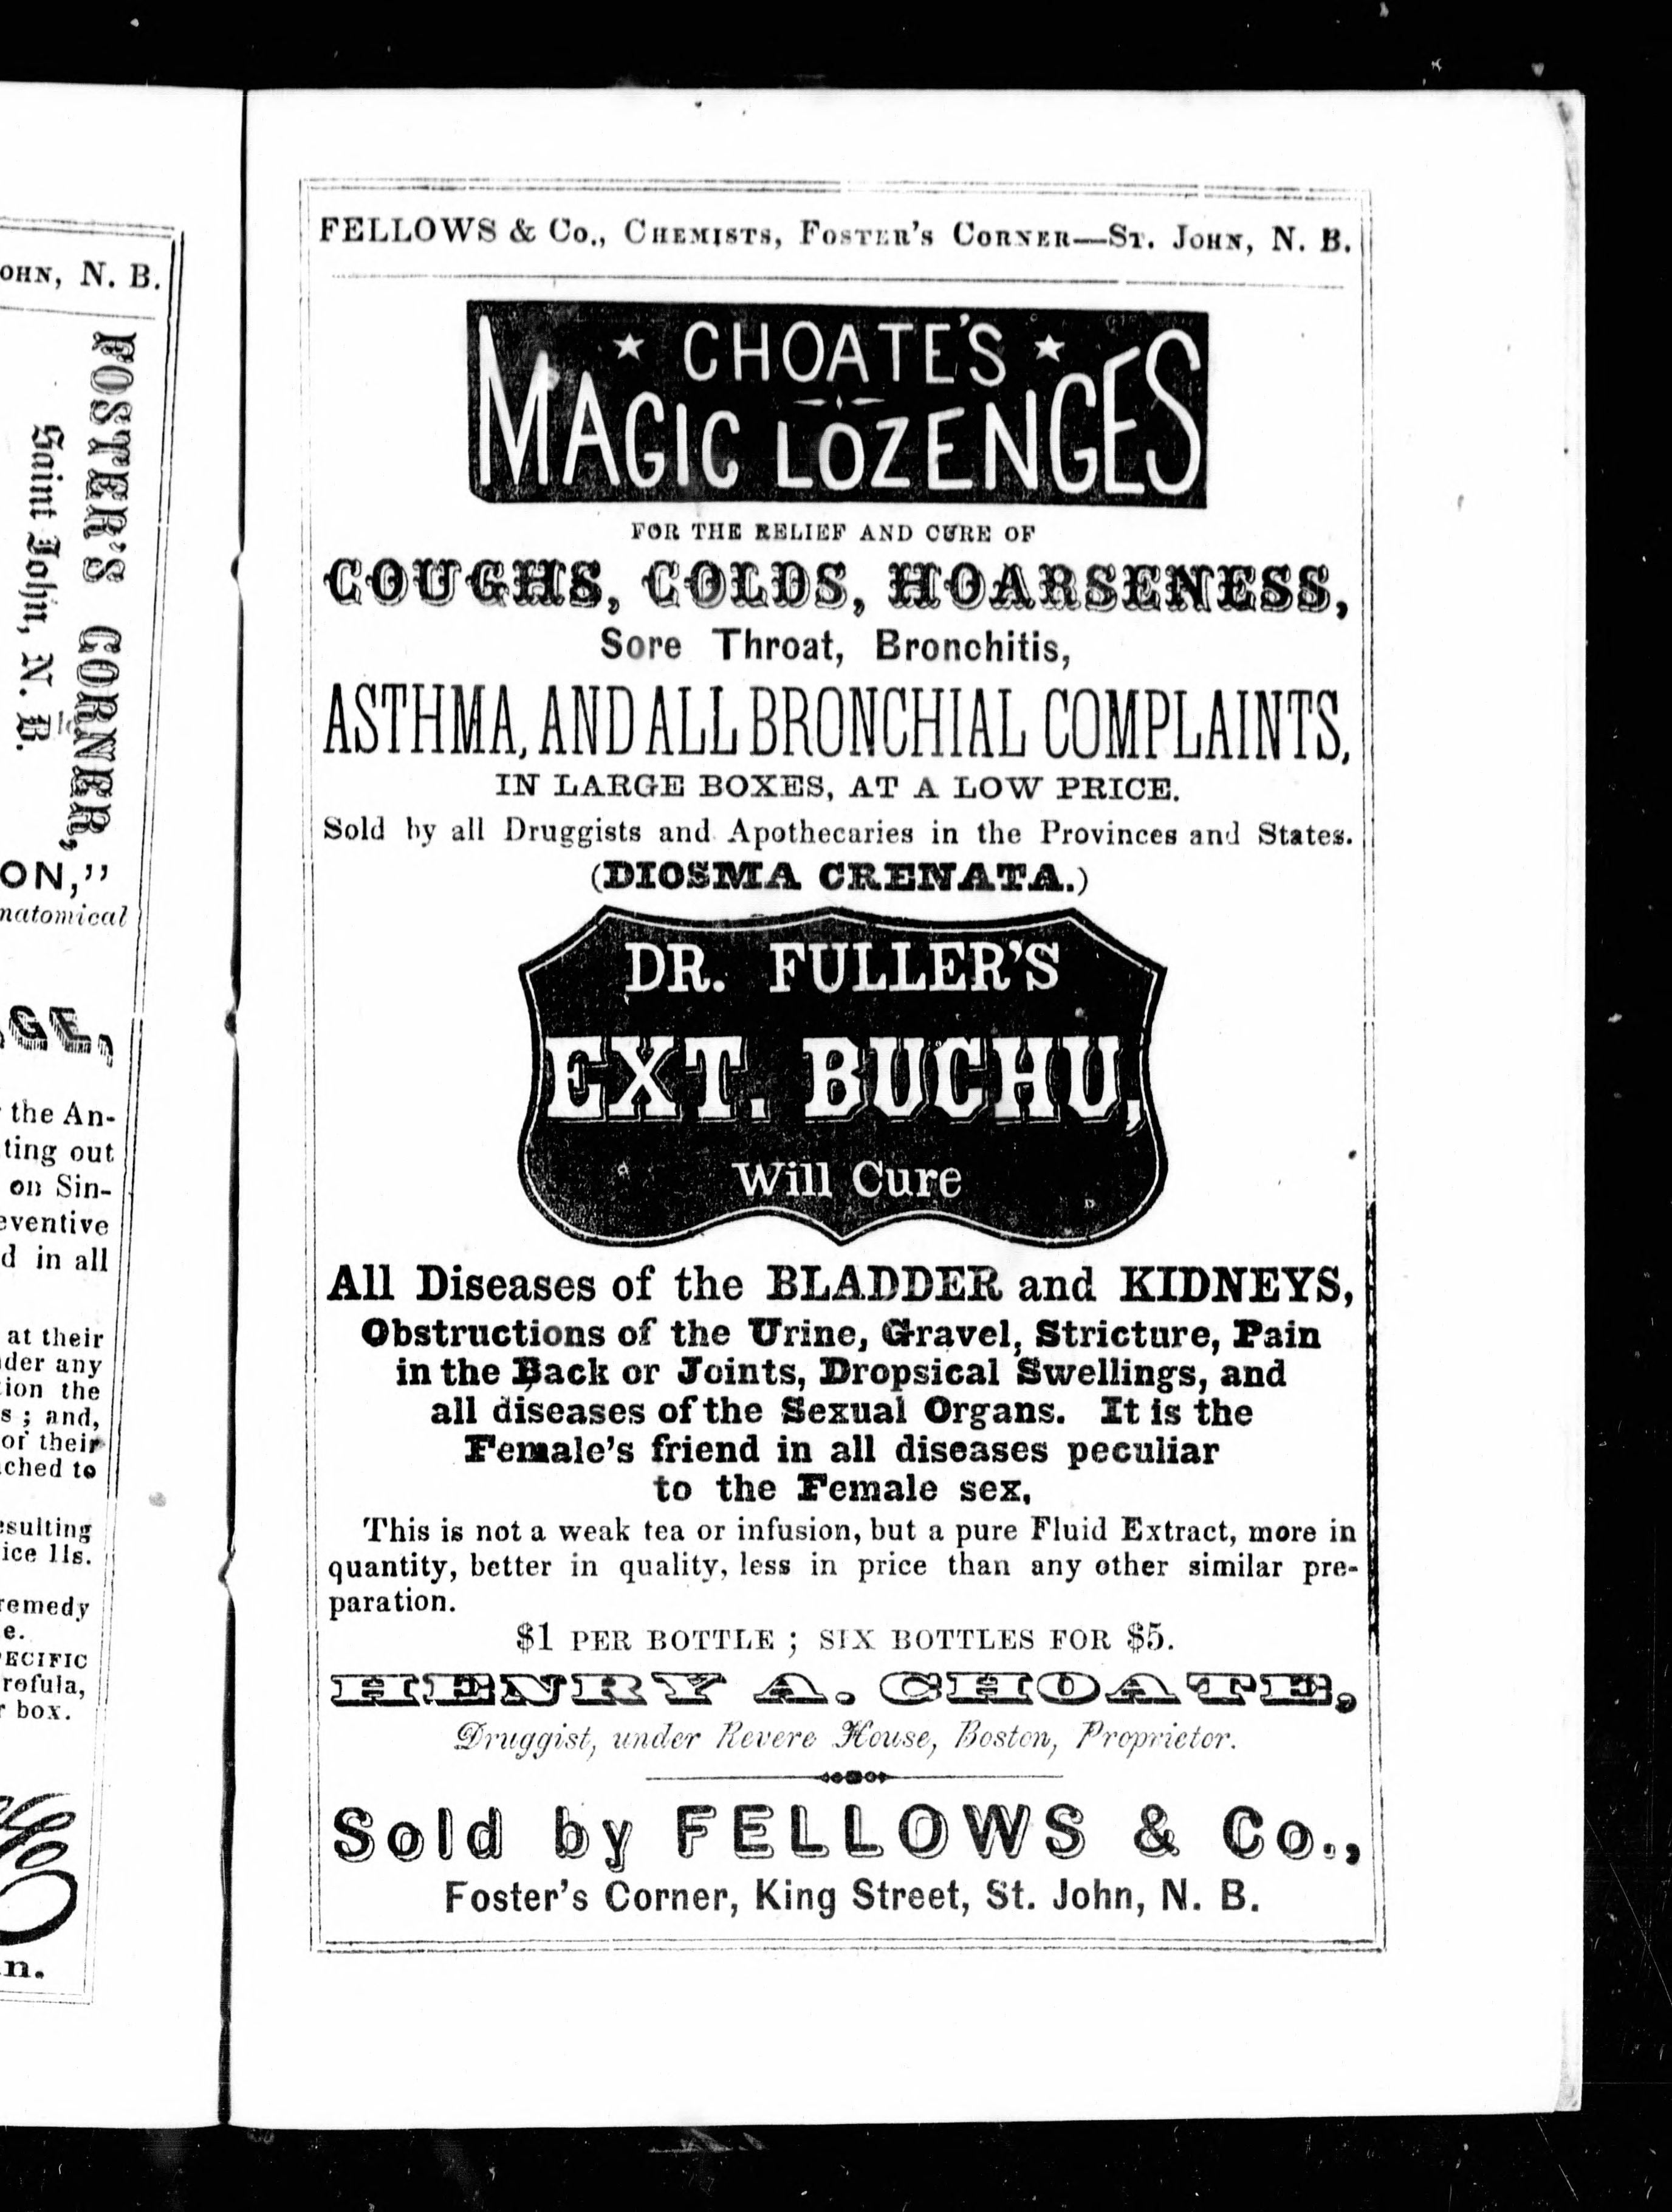 OHN, N. B.
FOSTER'S CORNER,
Saint John, N. B.
ON,"
natomical
GE,
the An-
ting out
on Sin-
eventive
d in all
at their
der any
ion the
s ; and,
or their
ched to
esulting
ice 11s.
remedy
e.
ECIFIC
rofula,
box.
n.
FELLOWS & Co., CHEMISTS, FOSTER'S CORNER—ST. JOHN, N. B.
CHOATE'S
MAGIC LOZENGES
FOR THE RELIEF AND CURE OF
COUGHS, COLDS, HOARSENESS,
Sore Throat, Bronchitis,
ASTHMA, AND ALL BRONCHIAL COMPLAINTS,
IN LARGE BOXES, AT A LOW PRICE.
Sold by all Druggists and Apothecaries in the Provinces and States.
(DIOSMA CRENATA.)
DR. FULLER'S
EXT. BUCHU,
Will Cure
All Diseases of the BLADDER and KIDNEYS,
Obstructions of the Urine, Gravel, Stricture, Pain
in the Back or Joints, Dropsical Swellings, and
all diseases of the Sexual Organs. It is the
Female's friend in all diseases peculiar
to the Female sex.
This is not a weak tea or infusion, but a pure Fluid Extract, more in
quantity, better in quality, less in price than any other similar pre-
paration.
$1 PER BOTTLE ; SIX BOTTLES FOR $5.
HENRY A. CHOATE,
Druggist, under Revere House, Boston, Proprietor.
Sold by FELLOWS & Co.,
Foster's Corner, King Street, St. John, N. B.